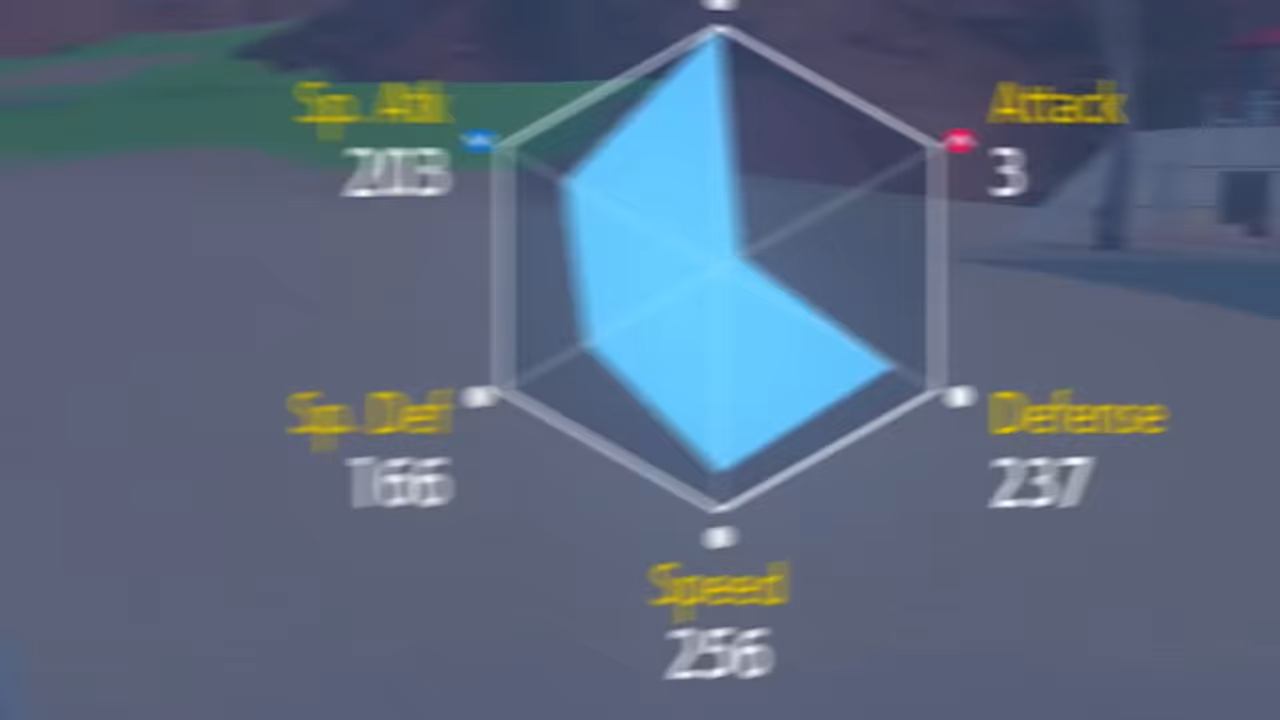 Sp. Atk
203
Attack
3
Sp. Def
166
Defense
237
Speed
256